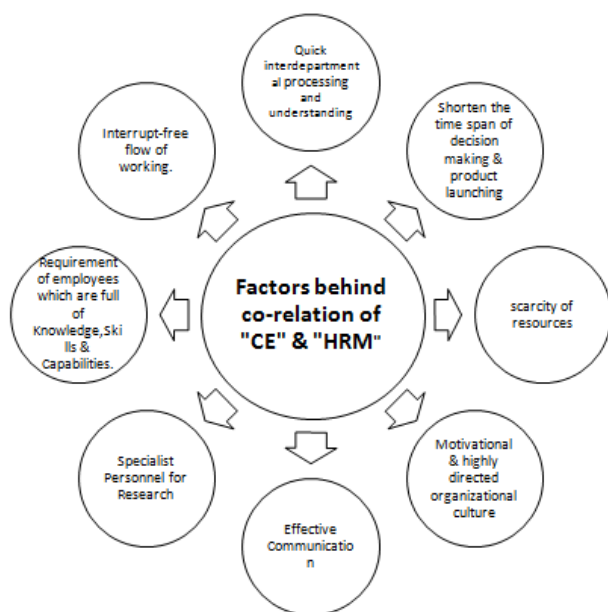 Quick
interdepartment
al processing
and
understanding
Shorten the
time span of
decision
making &
product
launching
scarcity of
resources
Motivational
& highly
directed
organizational
culture
Effective
Communicatio
n
Specialist
Personnel for
Research
Requirement
of employees
which are full
of
Knowledge,Ski
lls &
Capabilities.
Interrupt-free
flow of
working.
Factors behind
co-relation of
"CE" & "HRM"